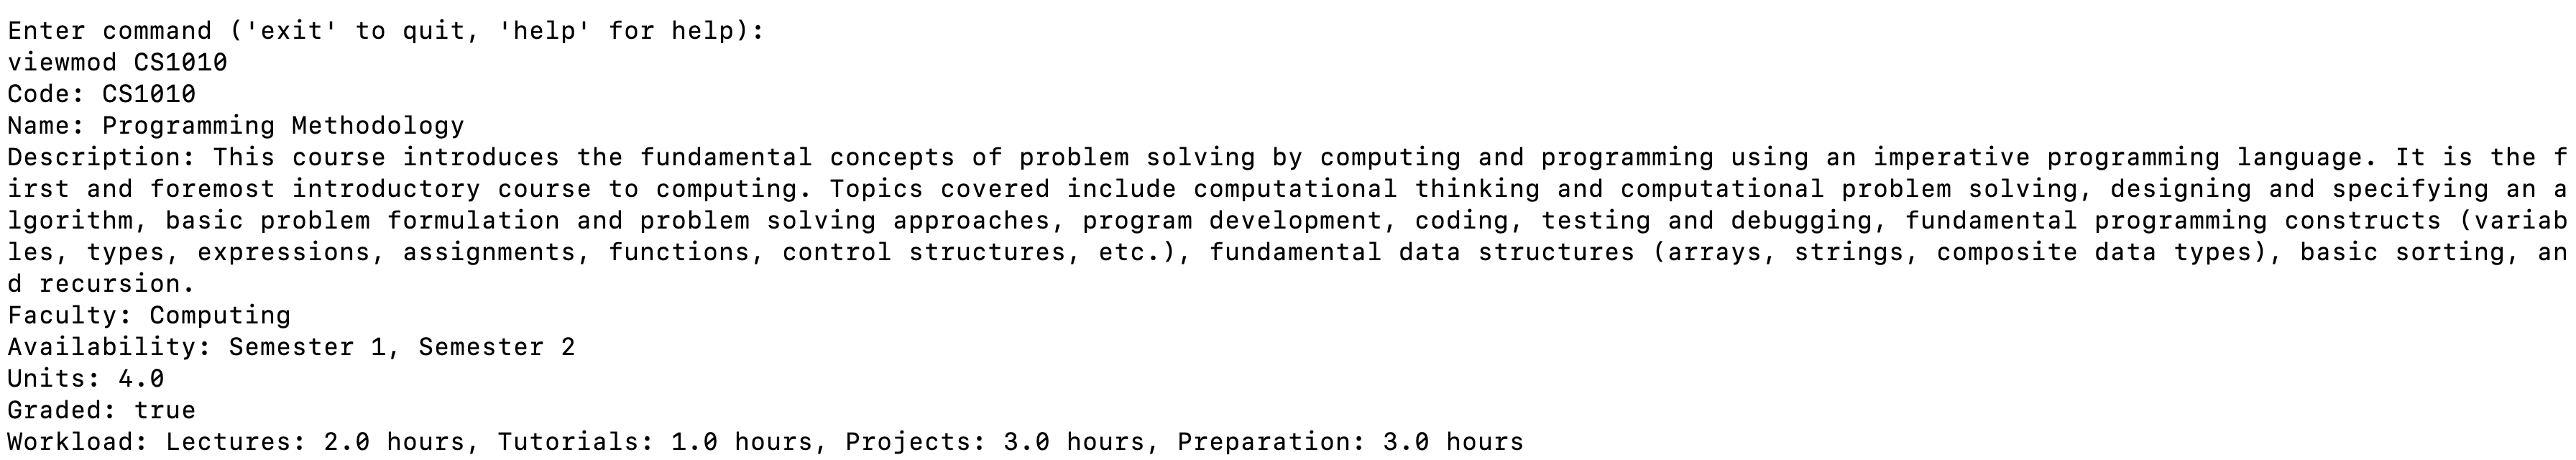 Enter command ('exit' to quit, 'help' for help):
viewmod CS1010
Code: CS1010
Name: Programming Methodology
Description: This course introduces the fundamental concepts of problem solving by computing and programming using an imperative programming language. It is the f
irst and foremost introductory course to computing. Topics covered include computational thinking and computational problem solving, designing and specifying an a
lgorithm, basic problem formulation and problem solving approaches, program development, coding, testing and debugging, fundamental programming constructs (variab
les, types, expressions, assignments, functions, control structures, etc.), fundamental data structures (arrays, strings, composite data types), basic sorting, an
d recursion.
Faculty: Computing
Availability: Semester 1, Semester 2
Units: 4.0
Graded: true
Workload: Lectures: 2.0 hours, Tutorials: 1.0 hours, Projects: 3.0 hours, Preparation: 3.0 hours